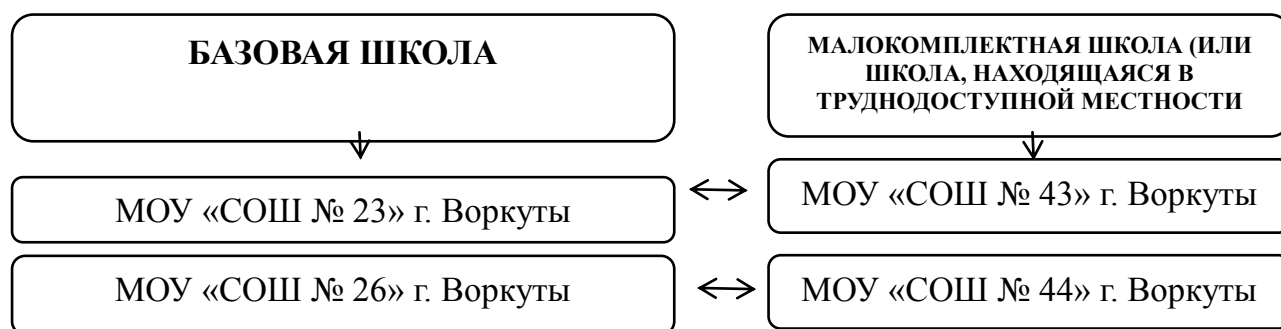 БАЗОВАЯ ШКОЛА
МАЛОКОМПЛЕКТНАЯ ШКОЛА (ИЛИ
ШКОЛА, НАХОДЯЩАЯСЯ В
ТРУДНОДОСТУПНОЙ МЕСТНОСТИ
МОУ «СОШ № 23» г. Воркуты
МОУ «СОШ № 43» г. Воркуты
МОУ «СОШ № 26» г. Воркуты
МОУ «СОШ № 44» г. Воркуты